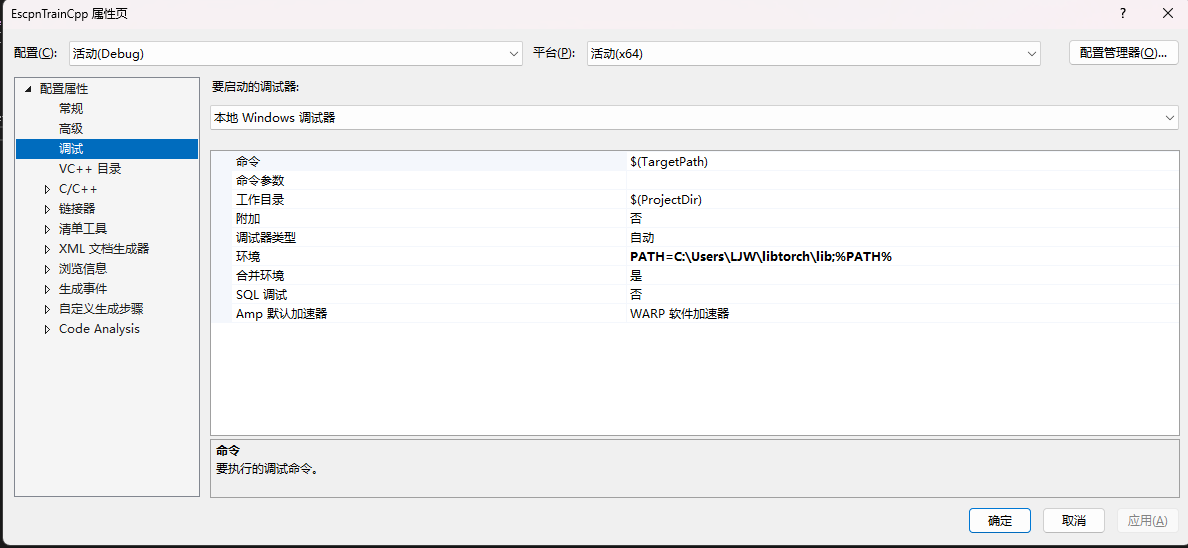 EscpnTrainCpp 属性页
配置(C): 活动(Debug) 平台(P): 活动(x64) 配置管理器(O)...
配置属性
常规
高级
调试
VC++ 目录
C/C++
链接器
清单工具
XML 文档生成器
浏览信息
生成事件
自定义生成步骤
Code Analysis
要启动的调试器:
本地 Windows 调试器
命令 $(TargetPath)
命令参数
工作目录 $(ProjectDir)
附加 否
调试器类型 自动
环境 PATH=C:\Users\LJW\libtorch\lib;%PATH%
合并环境 是
SQL 调试 否
Amp 默认加速器 WARP 软件加速器
命令
要执行的调试命令。
确定 取消 应用(A)